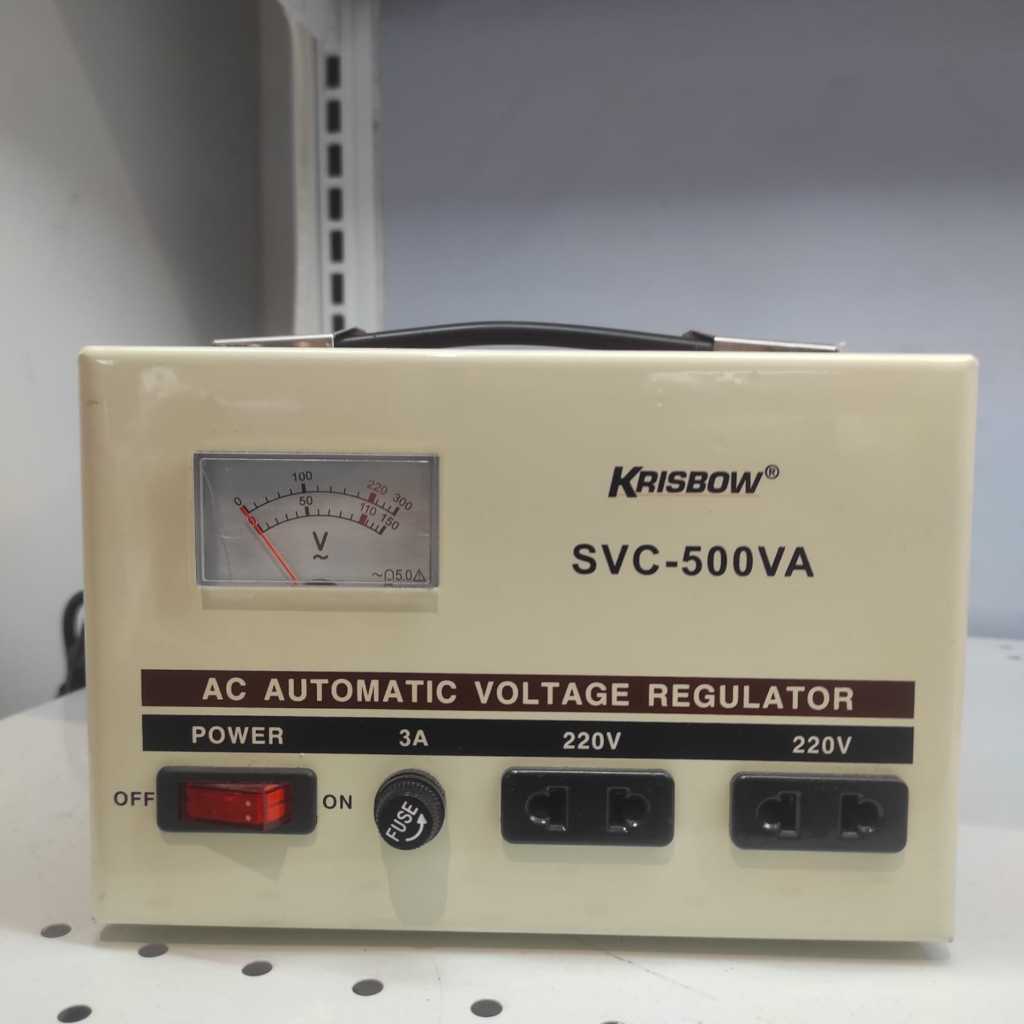 KRISBOW®
SVC-500VA
0 100 220 300
0 50 110 150
V
~
~ 5.0
AC AUTOMATIC VOLTAGE REGULATOR
POWER 3A 220V 220V
OFF ON FUSE